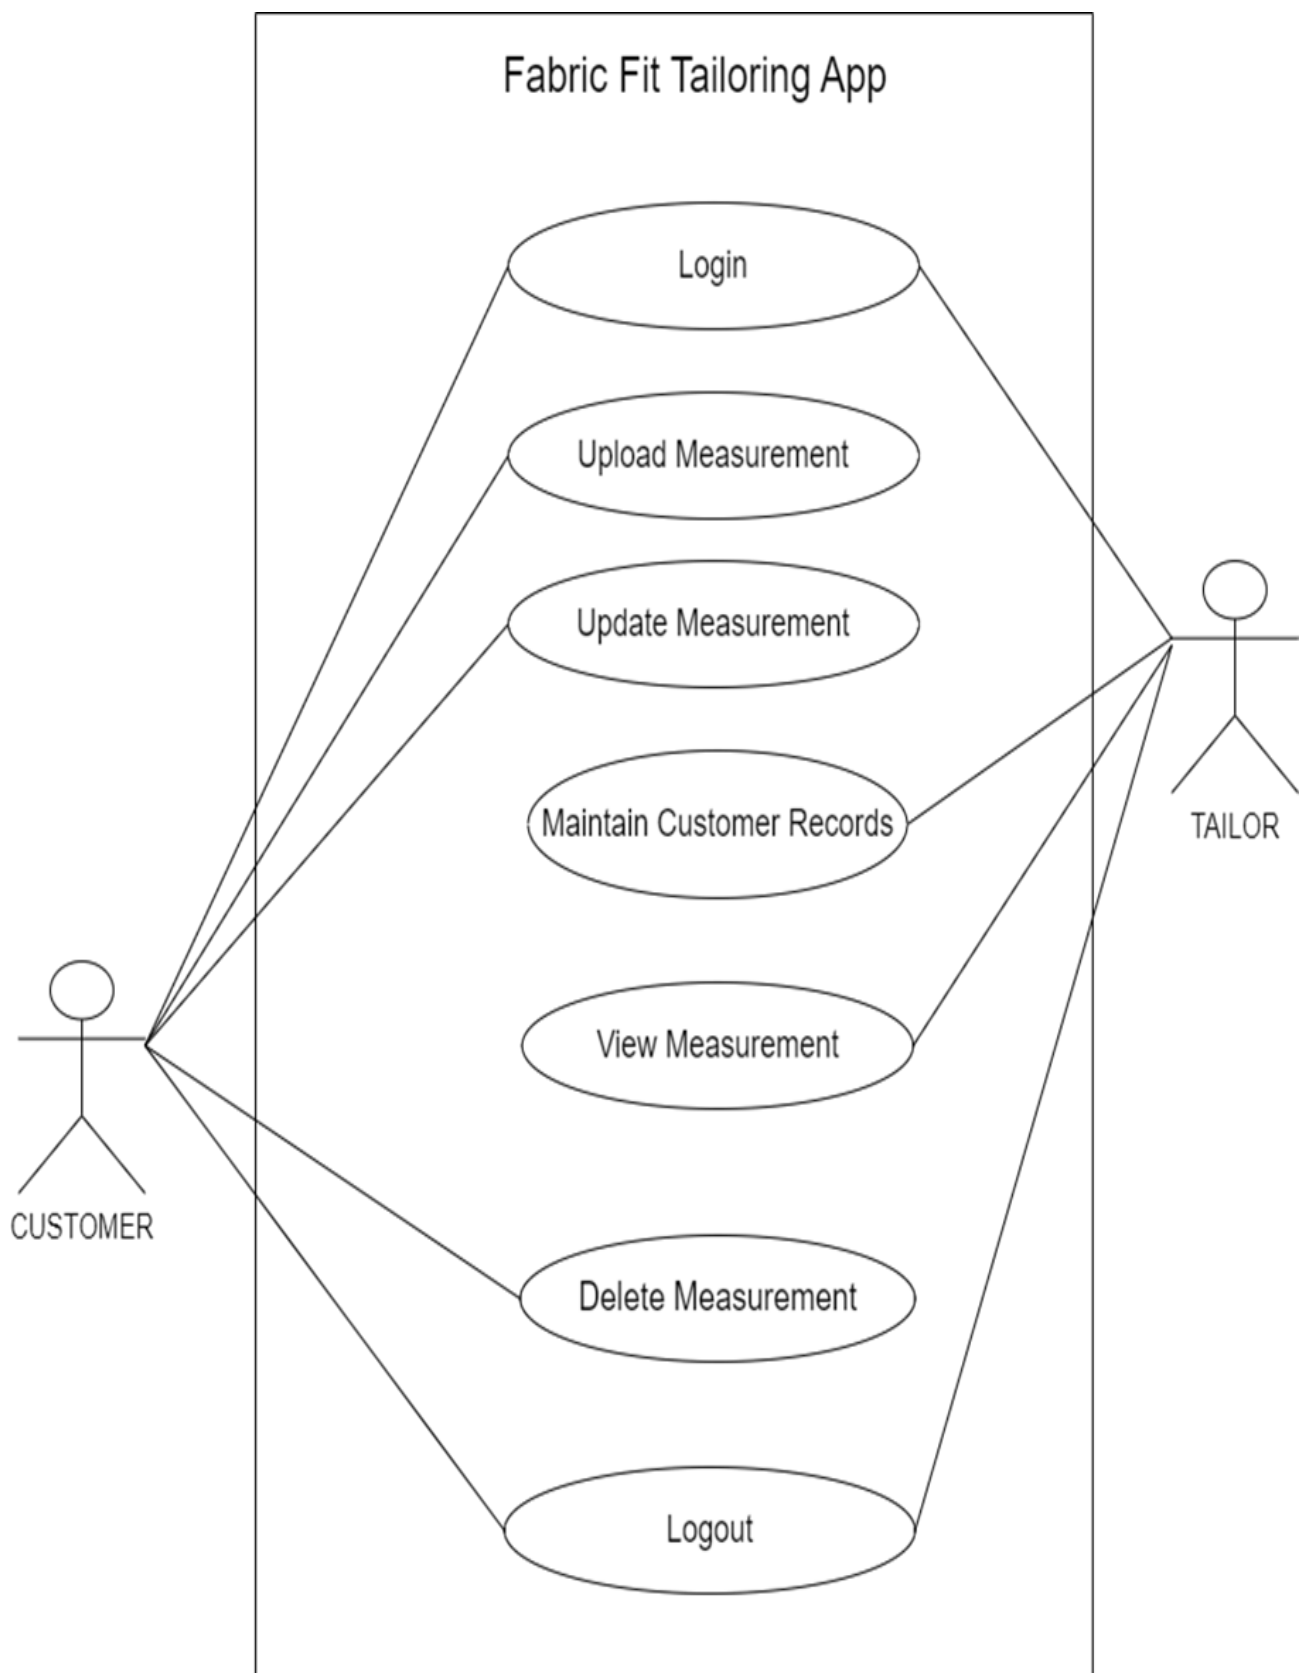 Fabric Fit Tailoring App
Login
Upload Measurement
Update Measurement
Maintain Customer Records
TAILOR
View Measurement
CUSTOMER
Delete Measurement
Logout